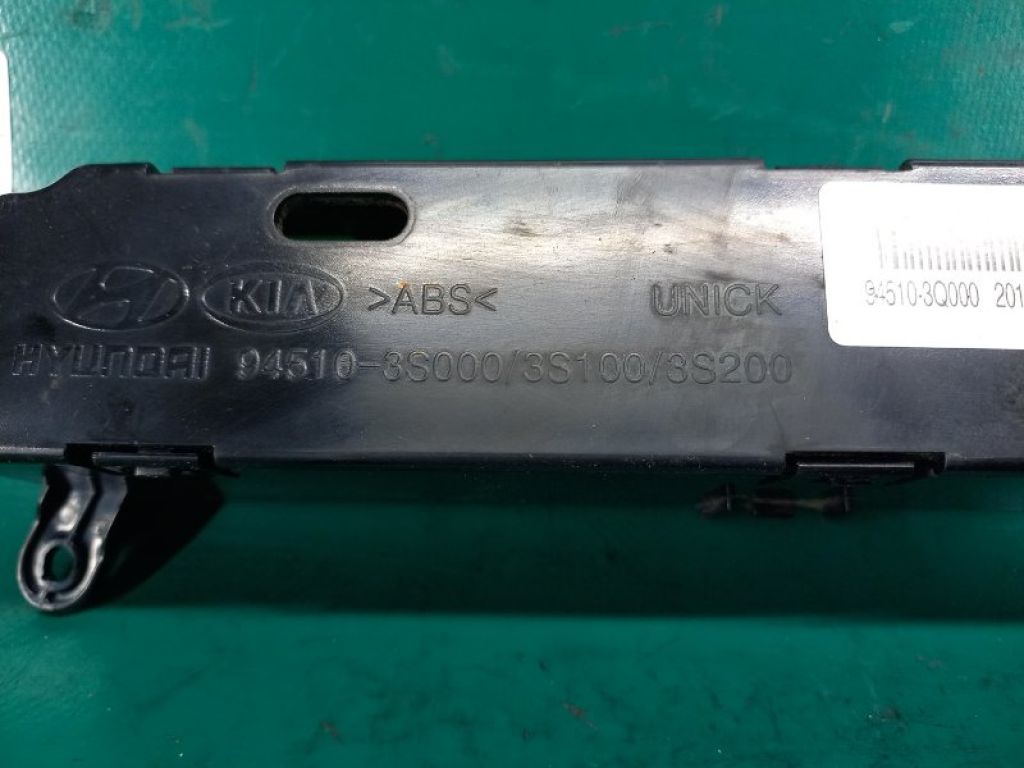 KIA >ABS< UNICK
HYUNDAI 94510-3S000/3S100/3S200
94510-3Q000 201